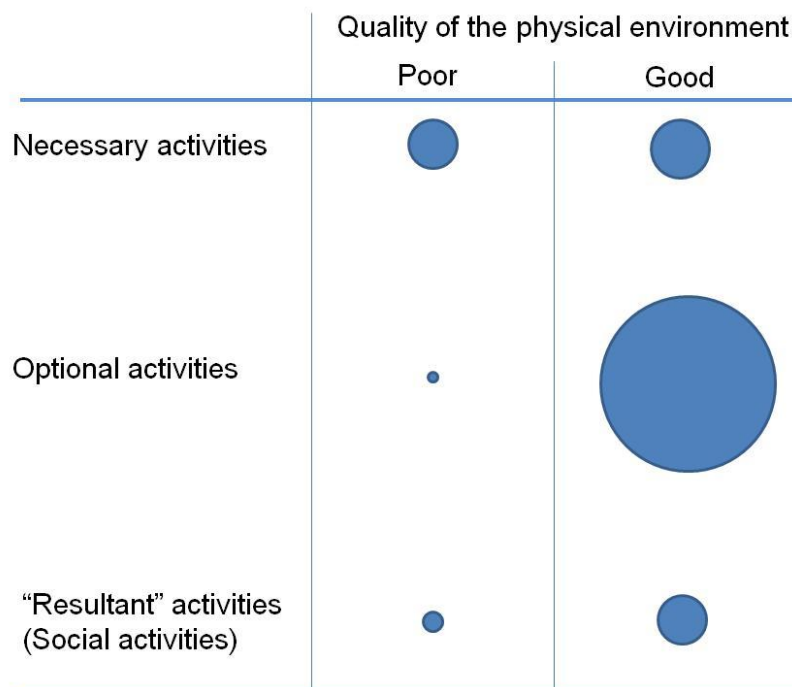 Quality of the physical environment
Poor Good
Necessary activities
Optional activities
“Resultant” activities
(Social activities)